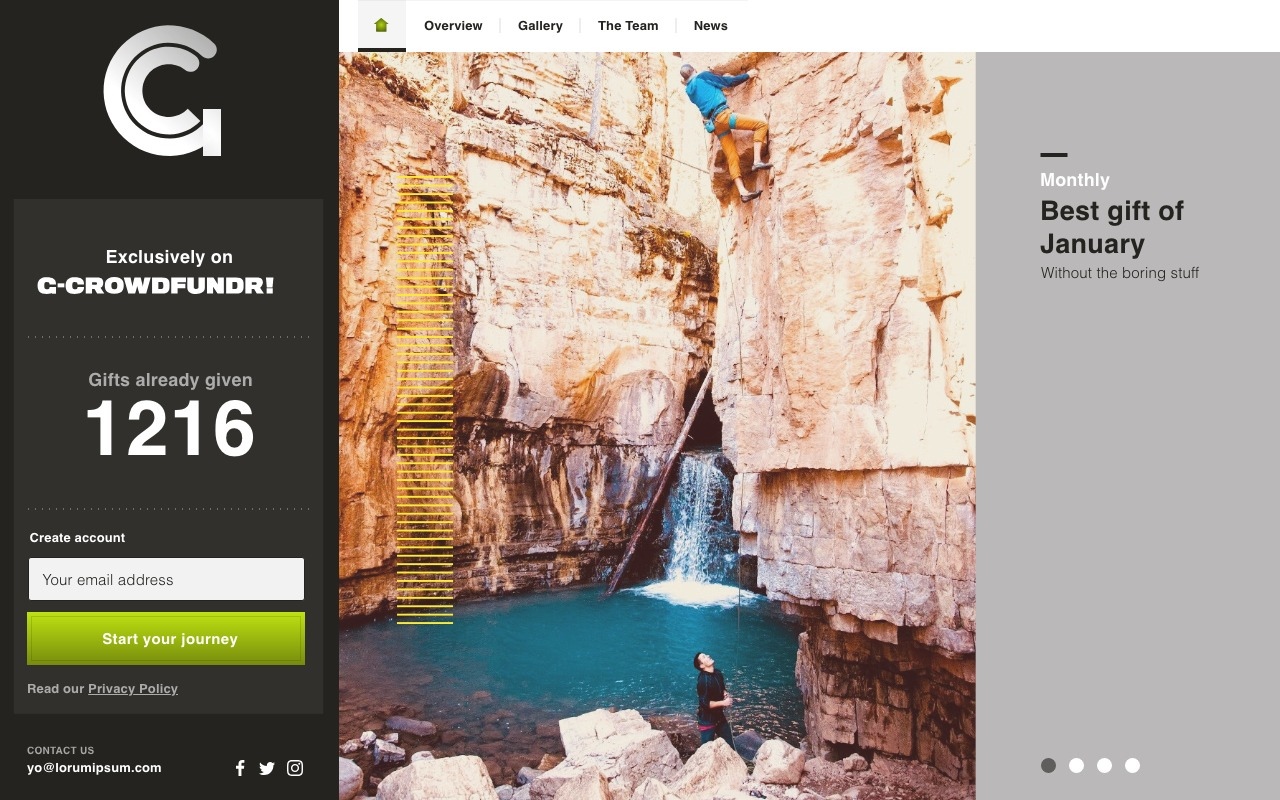 Overview
Gallery
The Team
News
Exclusively on
G-CROWDFUNDR!
Gifts already given
1216
Create account
Your email address
Start your journey
Read our Privacy Policy
CONTACT US
yo@lorumipsum.com
Monthly
Best gift of
January
Without the boring stuff